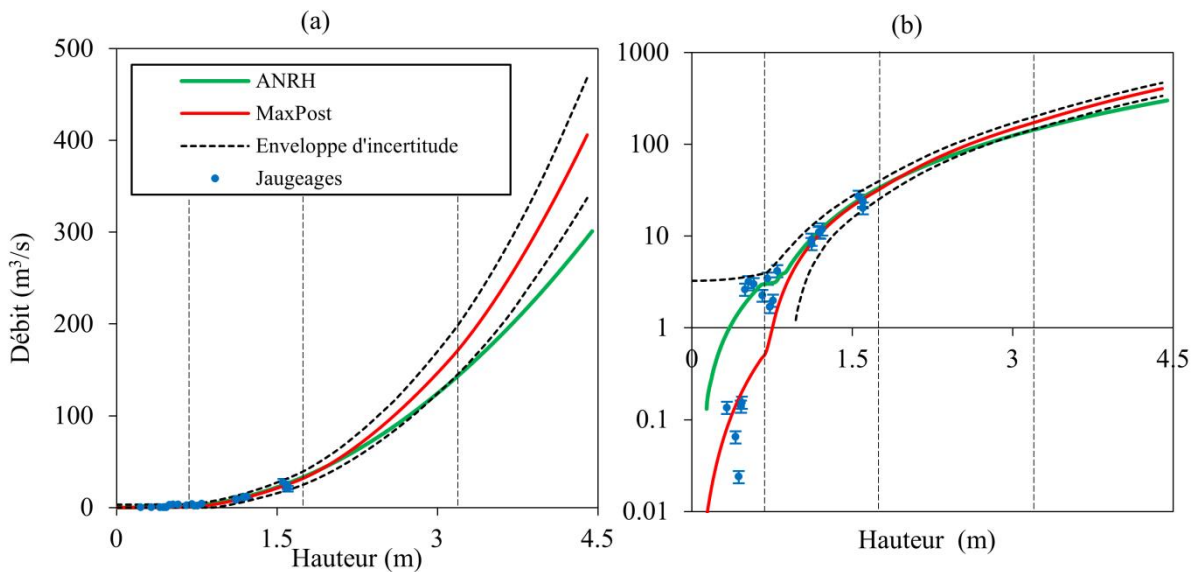 (a)
500
400
300
200
100
0
0
1.5
3
4.5
Débit (m³/s)
Hauteur (m)
ANRH
MaxPost
Enveloppe d'incertitude
Jaugeages
(b)
1000
100
10
1
0.1
0.01
0
1.5
3
4.5
Hauteur (m)